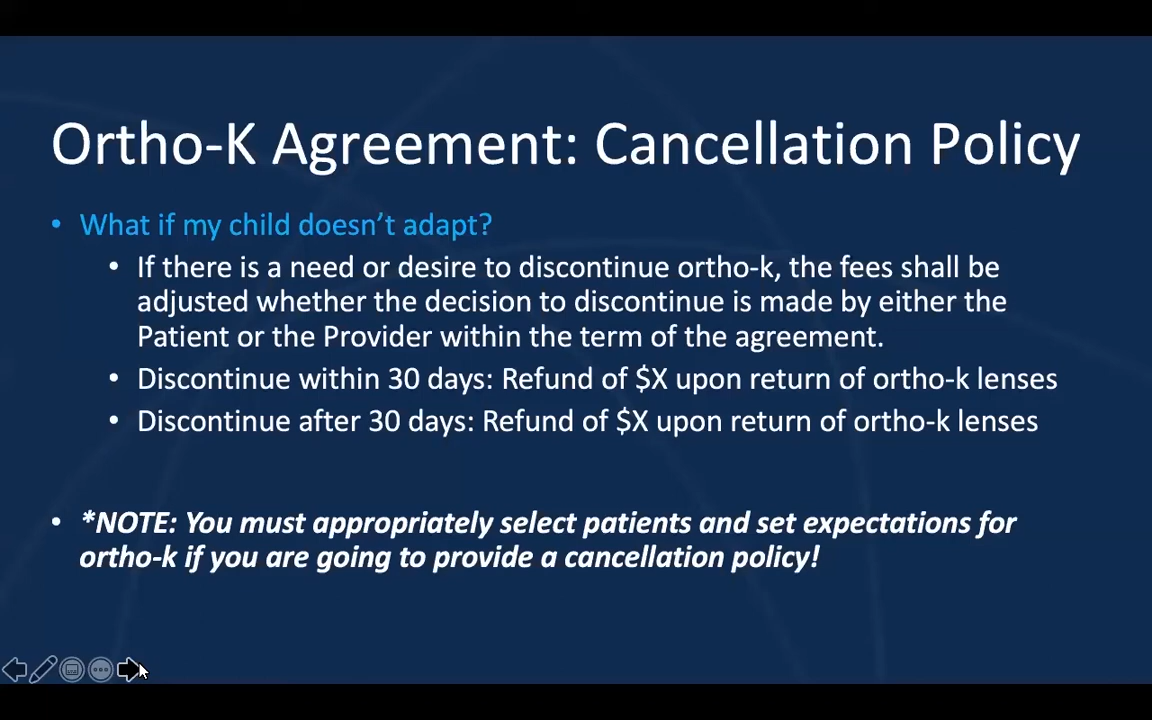 Ortho-K Agreement: Cancellation Policy
• What if my child doesn’t adapt?
• If there is a need or desire to discontinue ortho-k, the fees shall be
adjusted whether the decision to discontinue is made by either the
Patient or the Provider within the term of the agreement.
• Discontinue within 30 days: Refund of $X upon return of ortho-k lenses
• Discontinue after 30 days: Refund of $X upon return of ortho-k lenses
• *NOTE: You must appropriately select patients and set expectations for
ortho-k if you are going to provide a cancellation policy!